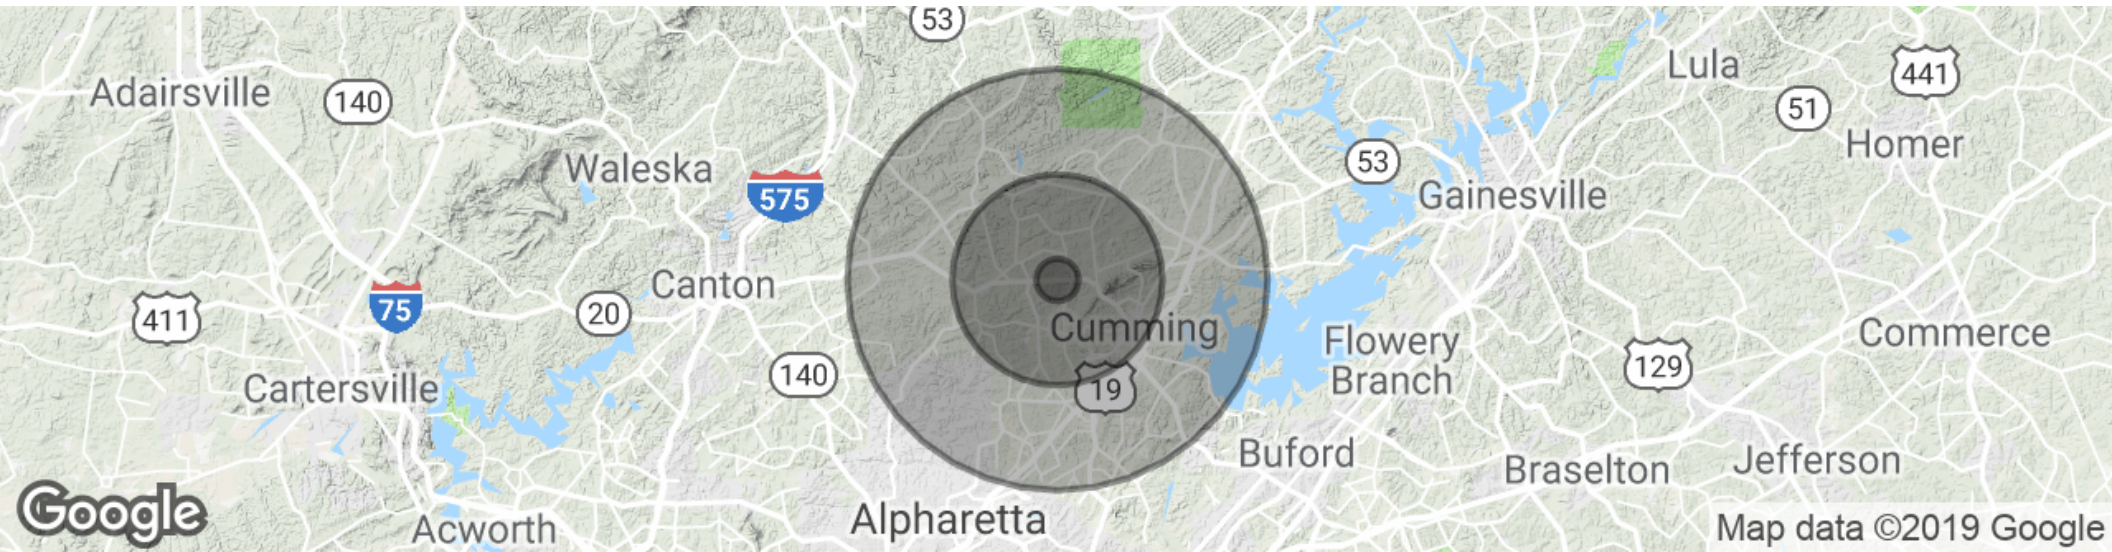 53
Adairsville
140
Lula
441
51
Homer
Waleska
53
575
Gainesville
Canton
75
20
411
Cumming
Flowery
Branch
Commerce
129
140
19
Cartersville
Buford
Braselton
Jefferson
Google
Acworth
Alpharetta
Map data ©2019 Google